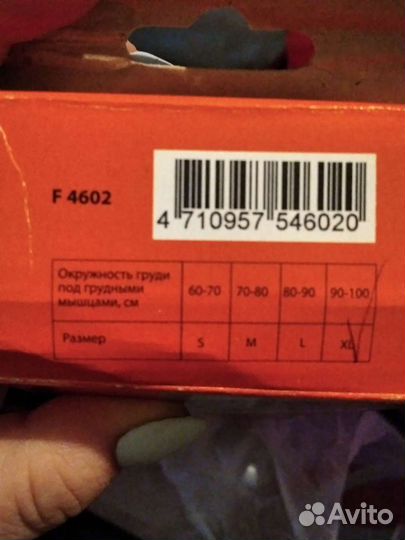 F 4602
4 710957 546020
Окружность груди под грудными мышцами, см 60-70 70-80 80-90 90-100
Размер S M L XL
Avito